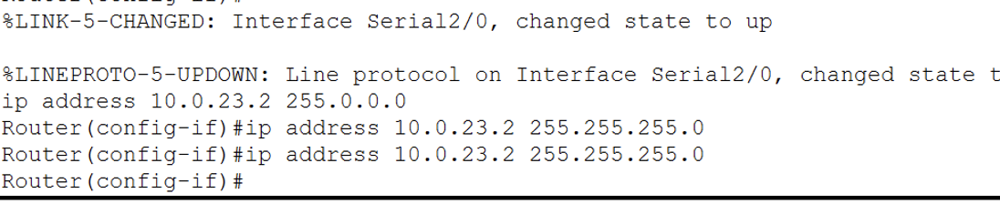 %LINK-5-CHANGED: Interface Serial2/0, changed state to up
%LINEPROTO-5-UPDOWN: Line protocol on Interface Serial2/0, changed state t
ip address 10.0.23.2 255.0.0.0
Router(config-if)#ip address 10.0.23.2 255.255.255.0
Router(config-if)#ip address 10.0.23.2 255.255.255.0
Router(config-if)#